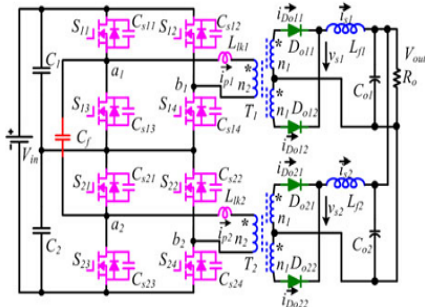 S11 Cs11 S12 Cs12 iDo11 is1
Llk1 * Do11 Lf1 Vout
C1 ip1 n1 vs1
a1 b1 * Co1 Ro
S13 S14 n2 * n1 Do12
Cf Cs13 Cs14 T1
+ - Vin iDo12
S21 Cs21 S22 Cs22 iDo21 is2
Llk2 * Do21 Lf2
C2 a2 b2 ip2 n2 * n1 vs2
S23 S24 T2 * n1 Do22 Co2
Cs23 Cs24 iDo22